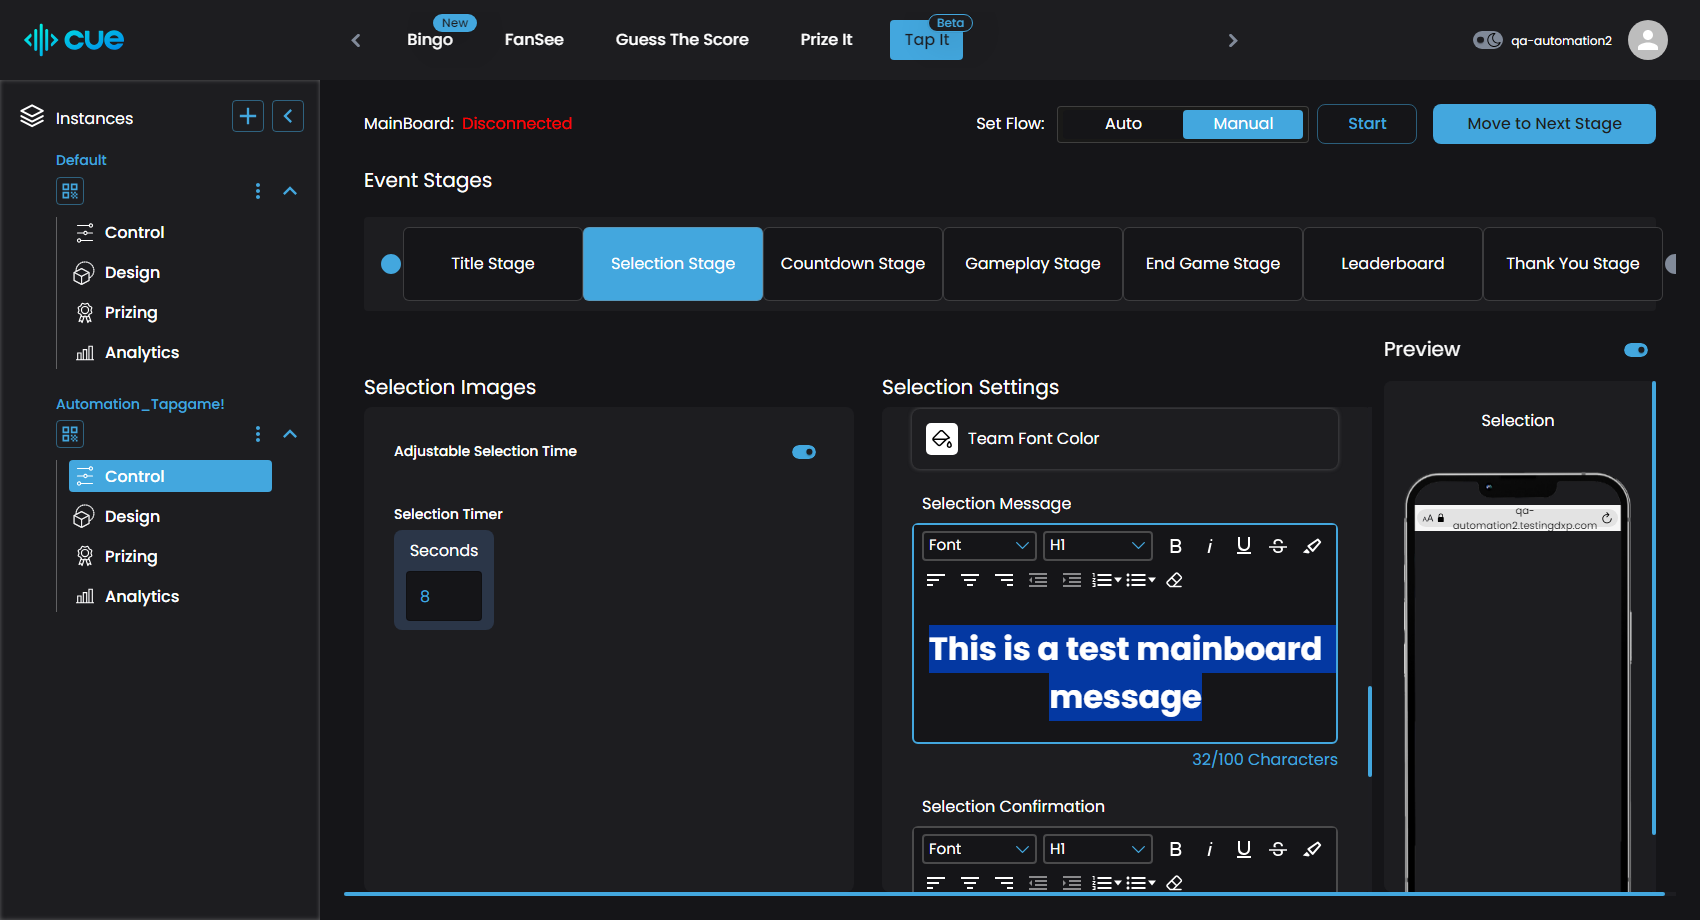 cue
New
Bingo
FanSee
Guess The Score
Prize It
Beta
Tap It
qa-automation2
Instances
Default
Control
Design
Prizing
Analytics
Automation_Tapgame!
Control
Design
Prizing
Analytics
MainBoard: Disconnected
Set Flow:
Auto
Manual
Start
Move to Next Stage
Event Stages
Title Stage
Selection Stage
Countdown Stage
Gameplay Stage
End Game Stage
Leaderboard
Thank You Stage
Selection Images
Adjustable Selection Time
Selection Timer
Seconds
8
Selection Settings
Team Font Color
Selection Message
Font
H1
B i U S
This is a test mainboard
message
32/100 Characters
Selection Confirmation
Font
H1
B i U S
Preview
Selection
AA
qa-
automation2.testingdxp.com